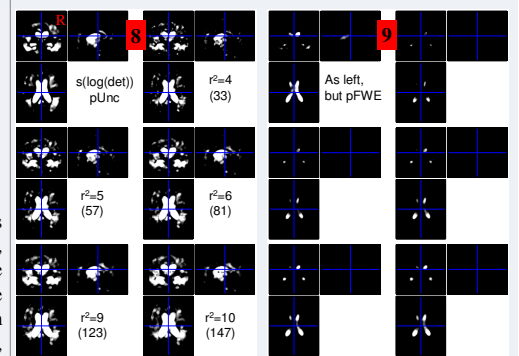 R
8
9
s(log(det))
pUnc
r²=4
(33)
As left,
but pFWE
r²=5
(57)
r²=6
(81)
r²=9
(123)
r²=10
(147)